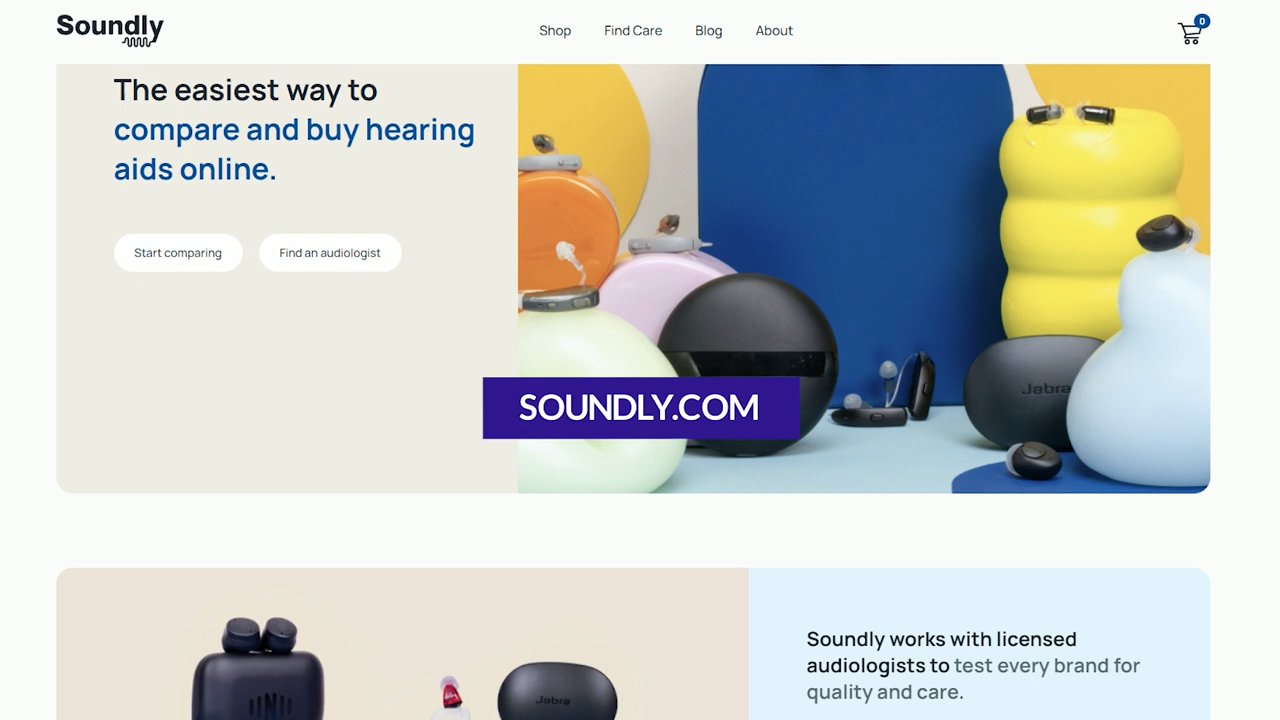 Soundly
Shop
Find Care
Blog
About
0
The easiest way to
compare and buy hearing
aids online.
Start comparing
Find an audiologist
Jabra
SOUNDLY.COM
Soundly works with licensed
audiologists to test every brand for
quality and care.
Jabra